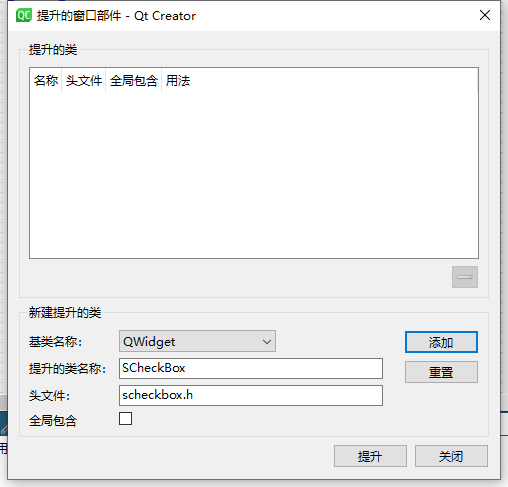 提升的窗口部件 - Qt Creator
提升的类
名称 头文件 全局包含 用法
新建提升的类
基类名称: QWidget 添加
提升的类名称: SCheckBox 重置
头文件: scheckbox.h
全局包含
用
提升 关闭